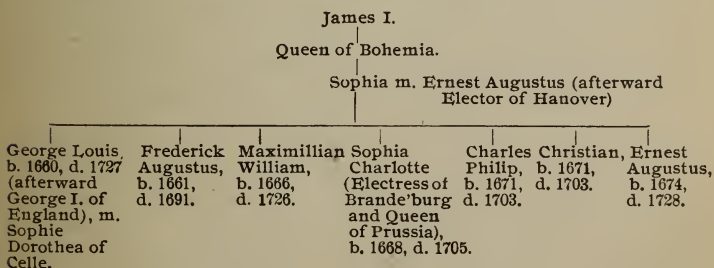 James I.
Queen of Bohemia.
Sophia m. Ernest Augustus (afterward
Elector of Hanover)
George Louis,
b. 1660, d. 1727
(afterward
George I. of
England), m.
Sophie
Dorothea of
Celle.
Frederick
Augustus,
b. 1661,
d. 1691.
Maximillian
William,
b. 1666,
d. 1726.
Sophia
Charlotte
(Electress of
Brande'burg
and Queen
of Prussia),
b. 1668, d. 1705.
Charles
Philip,
b. 1671,
d. 1703.
Christian,
b. 1671,
d. 1703.
Ernest
Augustus,
b. 1674,
d. 1728.